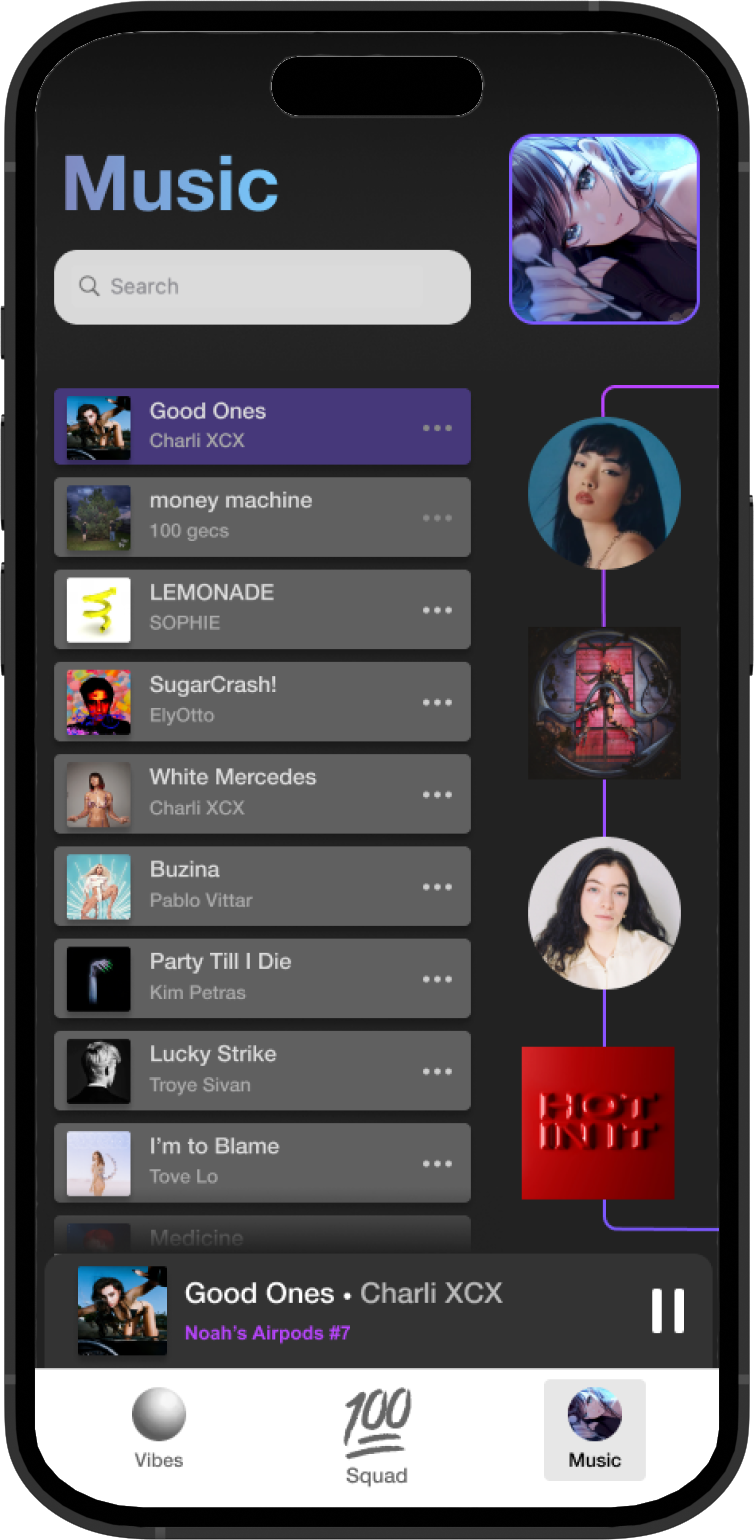 Music
Search
Good Ones
Charli XCX
money machine
100 gecs
LEMONADE
SOPHIE
SugarCrash!
ElyOtto
White Mercedes
Charli XCX
Buzina
Pablo Vittar
Party Till I Die
Kim Petras
Lucky Strike
Troye Sivan
I’m to Blame
Tove Lo
Medicine
HOT
IN IT
Good Ones • Charli XCX
Noah’s Airpods #7
Vibes
100
Squad
Music